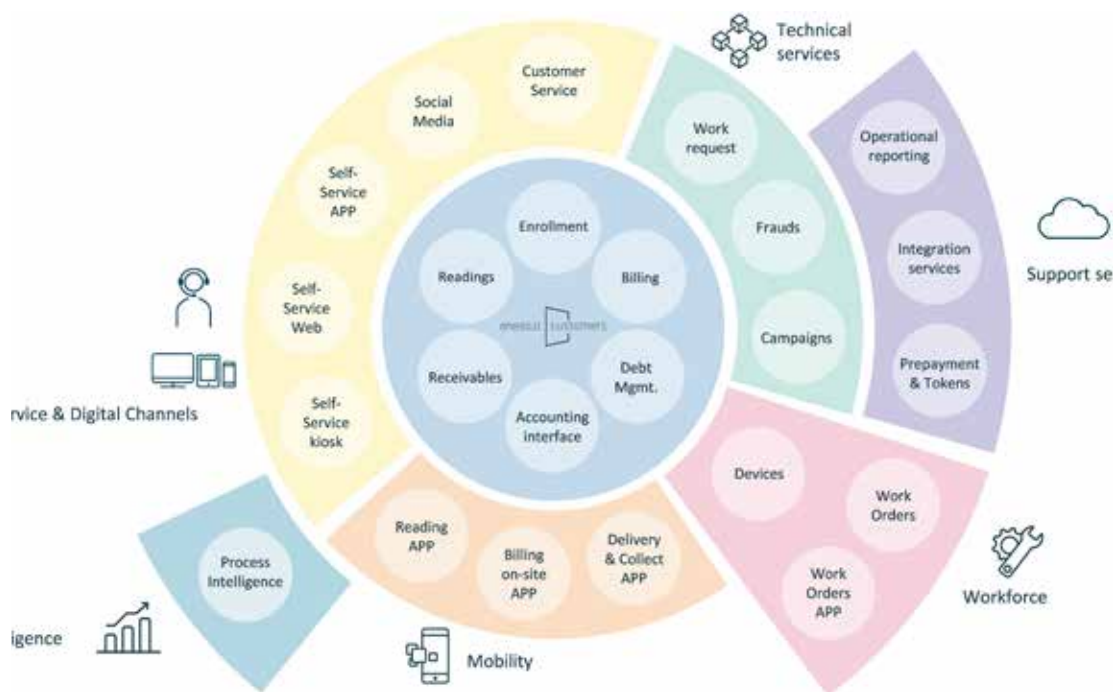 Technical
services
Customer
Service
Social
Media
Work
request
Operational
reporting
Self-
Service
APP
Enrollment
Frauds
Readings
Billing
Integration
services
Support se
Self-
Service
Web
customers
Campaigns
Receivables
Debt
Mgmt.
Prepayment
& Tokens
rvice & Digital Channels
Self-
Service
kiosk
Accounting
interface
Devices
Work
Orders
Reading
APP
Billing
on-site
APP
Delivery
& Collect
APP
Process
Intelligence
Work
Orders
APP
Workforce
ligence
Mobility